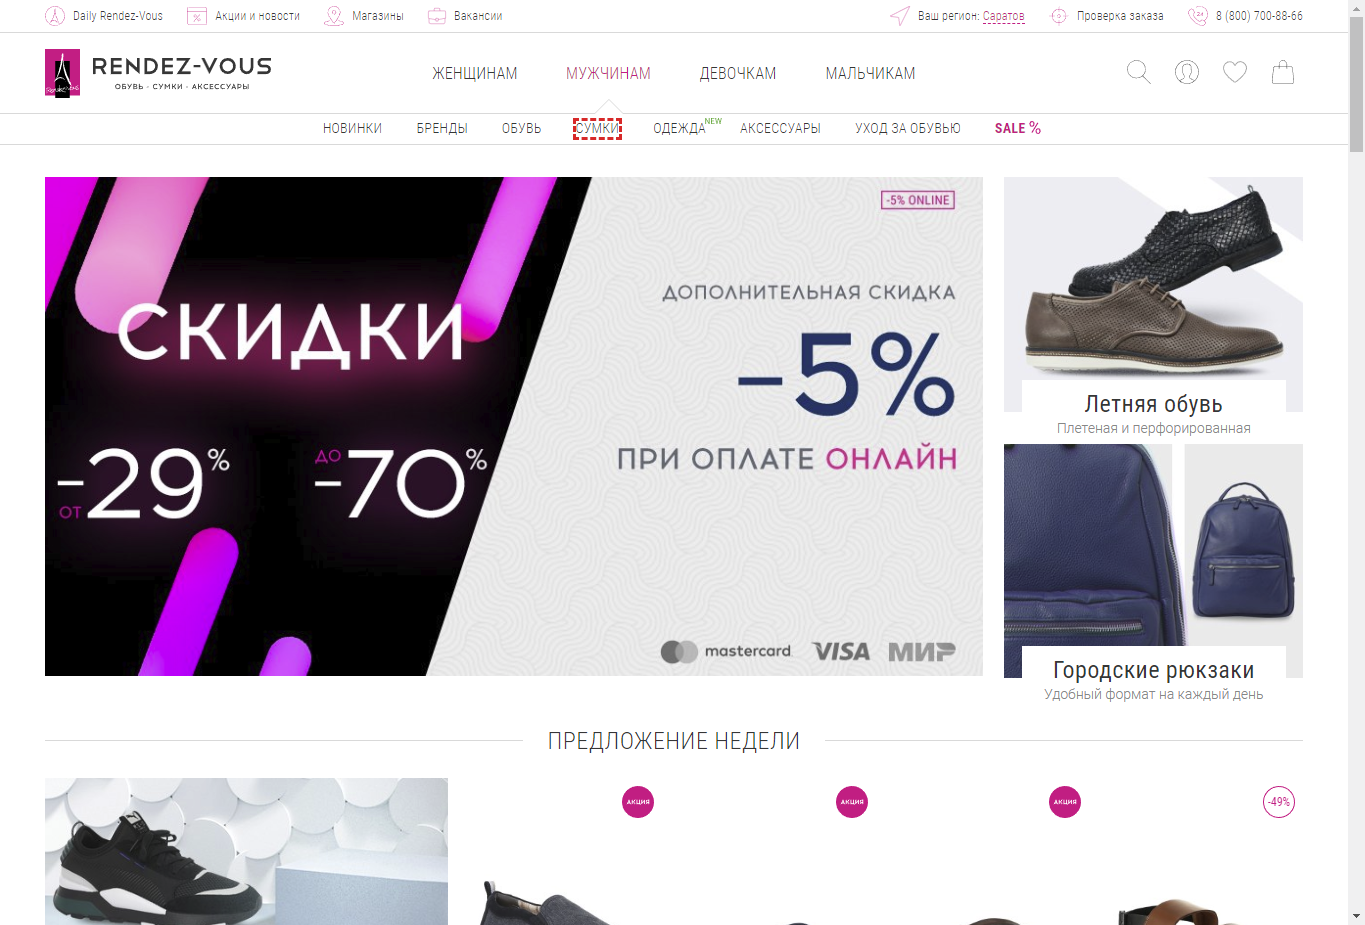 Daily Rendez-Vous
Акции и новости
Магазины
Вакансии
Ваш регион: Саратов
Проверка заказа
8 (800) 700-88-66
RENDEZ-VOUS
ОБУВЬ · СУМКИ · АКСЕССУАРЫ
ЖЕНЩИНАМ
МУЖЧИНАМ
ДЕВОЧКАМ
МАЛЬЧИКАМ
НОВИНКИ
БРЕНДЫ
ОБУВЬ
СУМКИ
ОДЕЖДА NEW
АКСЕССУАРЫ
УХОД ЗА ОБУВЬЮ
SALE %
СКИДКИ
ОТ -29%
ДО -70%
-5% ONLINE
ДОПОЛНИТЕЛЬНАЯ СКИДКА
-5%
ПРИ ОПЛАТЕ ОНЛАЙН
mastercard
VISA
МИР
Летняя обувь
Плетеная и перфорированная
Городские рюкзаки
Удобный формат на каждый день
ПРЕДЛОЖЕНИЕ НЕДЕЛИ
АКЦИЯ
АКЦИЯ
АКЦИЯ
-49%